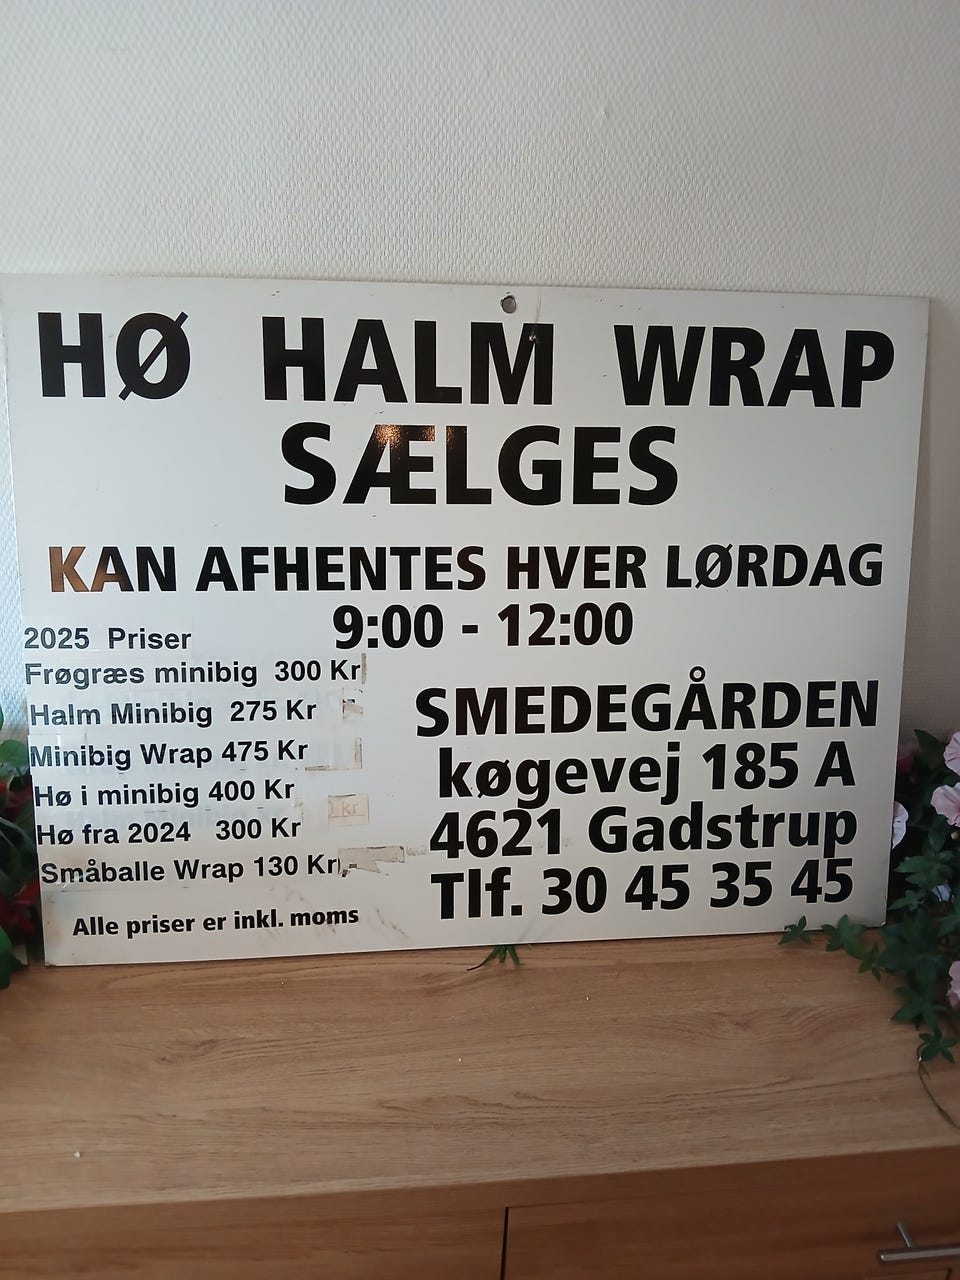 HØ HALM WRAP
SÆLGES
KAN AFHENTES HVER LØRDAG
9:00 - 12:00
2025 Priser
Frøgræs minibig 300 Kr
Halm Minibig 275 Kr
Minibig Wrap 475 Kr
Hø i minibig 400 Kr
Hø fra 2024 300 Kr
Småballe Wrap 130 Kr,-
Alle priser er inkl. moms
SMEDEGÅRDEN
køgevej 185 A
4621 Gadstrup
Tlf. 30 45 35 45